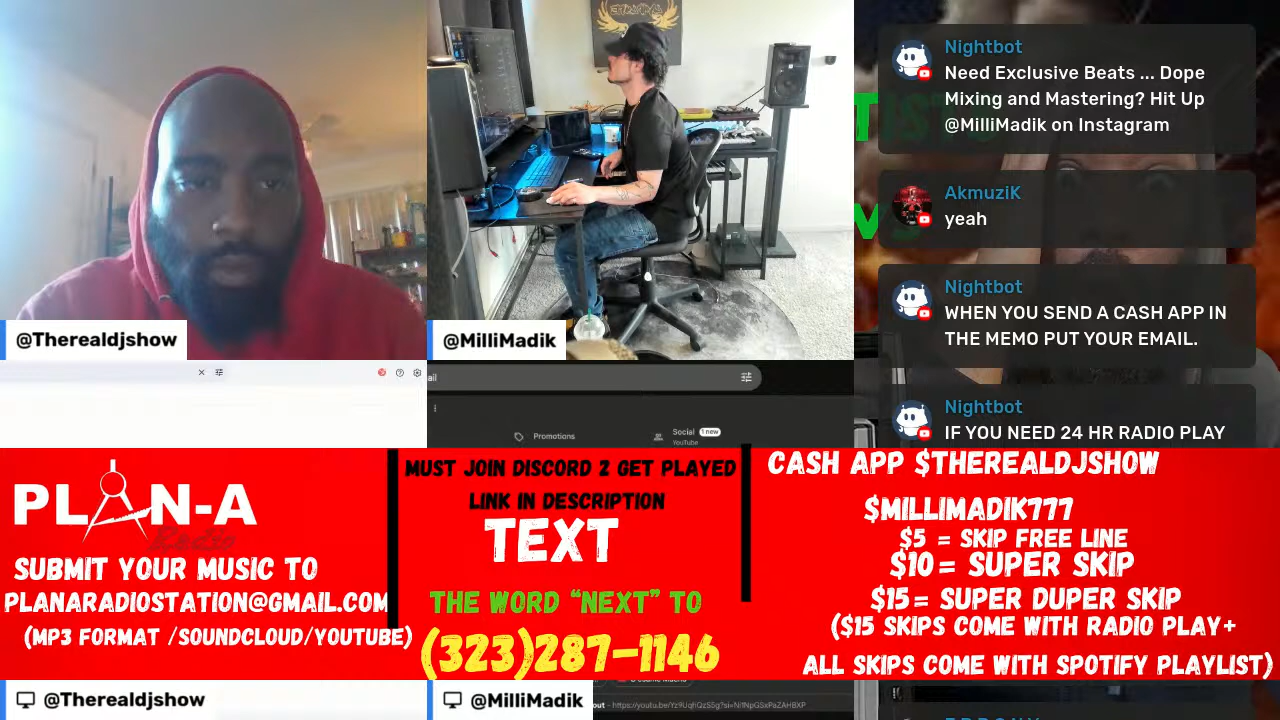 @Therealdjshow
@MilliMadik
Nightbot
Need Exclusive Beats ... Dope
Mixing and Mastering? Hit Up
@MilliMadik on Instagram
AkmuziK
yeah
Nightbot
WHEN YOU SEND A CASH APP IN
THE MEMO PUT YOUR EMAIL.
Nightbot
IF YOU NEED 24 HR RADIO PLAY
ail
Promotions
Social 1 new
YouTube
PLAN-A
Radio
SUBMIT YOUR MUSIC TO
PLANARADIOSTATION@GMAIL.COM
(MP3 FORMAT /SOUNDCLOUD/YOUTUBE)
MUST JOIN DISCORD 2 GET PLAYED
LINK IN DESCRIPTION
TEXT
THE WORD “NEXT” TO
(323)287-1146
CASH APP $THEREALDJSHOW
$MILLIMADIK777
$5 = SKIP FREE LINE
$10 = SUPER SKIP
$15 = SUPER DUPER SKIP
($15 SKIPS COME WITH RADIO PLAY+
ALL SKIPS COME WITH SPOTIFY PLAYLIST)
@Therealdjshow
@MilliMadik